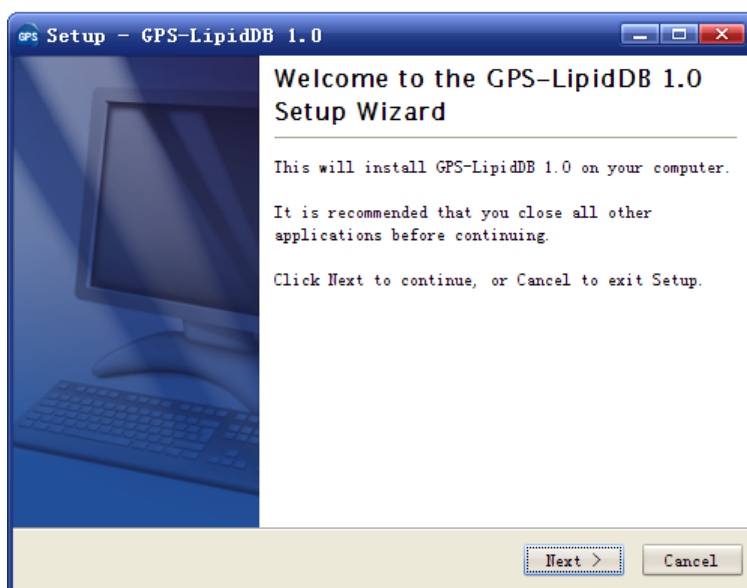 GPS Setup - GPS-LipidDB 1.0
Welcome to the GPS-LipidDB 1.0
Setup Wizard
This will install GPS-LipidDB 1.0 on your computer.
It is recommended that you close all other
applications before continuing.
Click Next to continue, or Cancel to exit Setup.
Next > Cancel